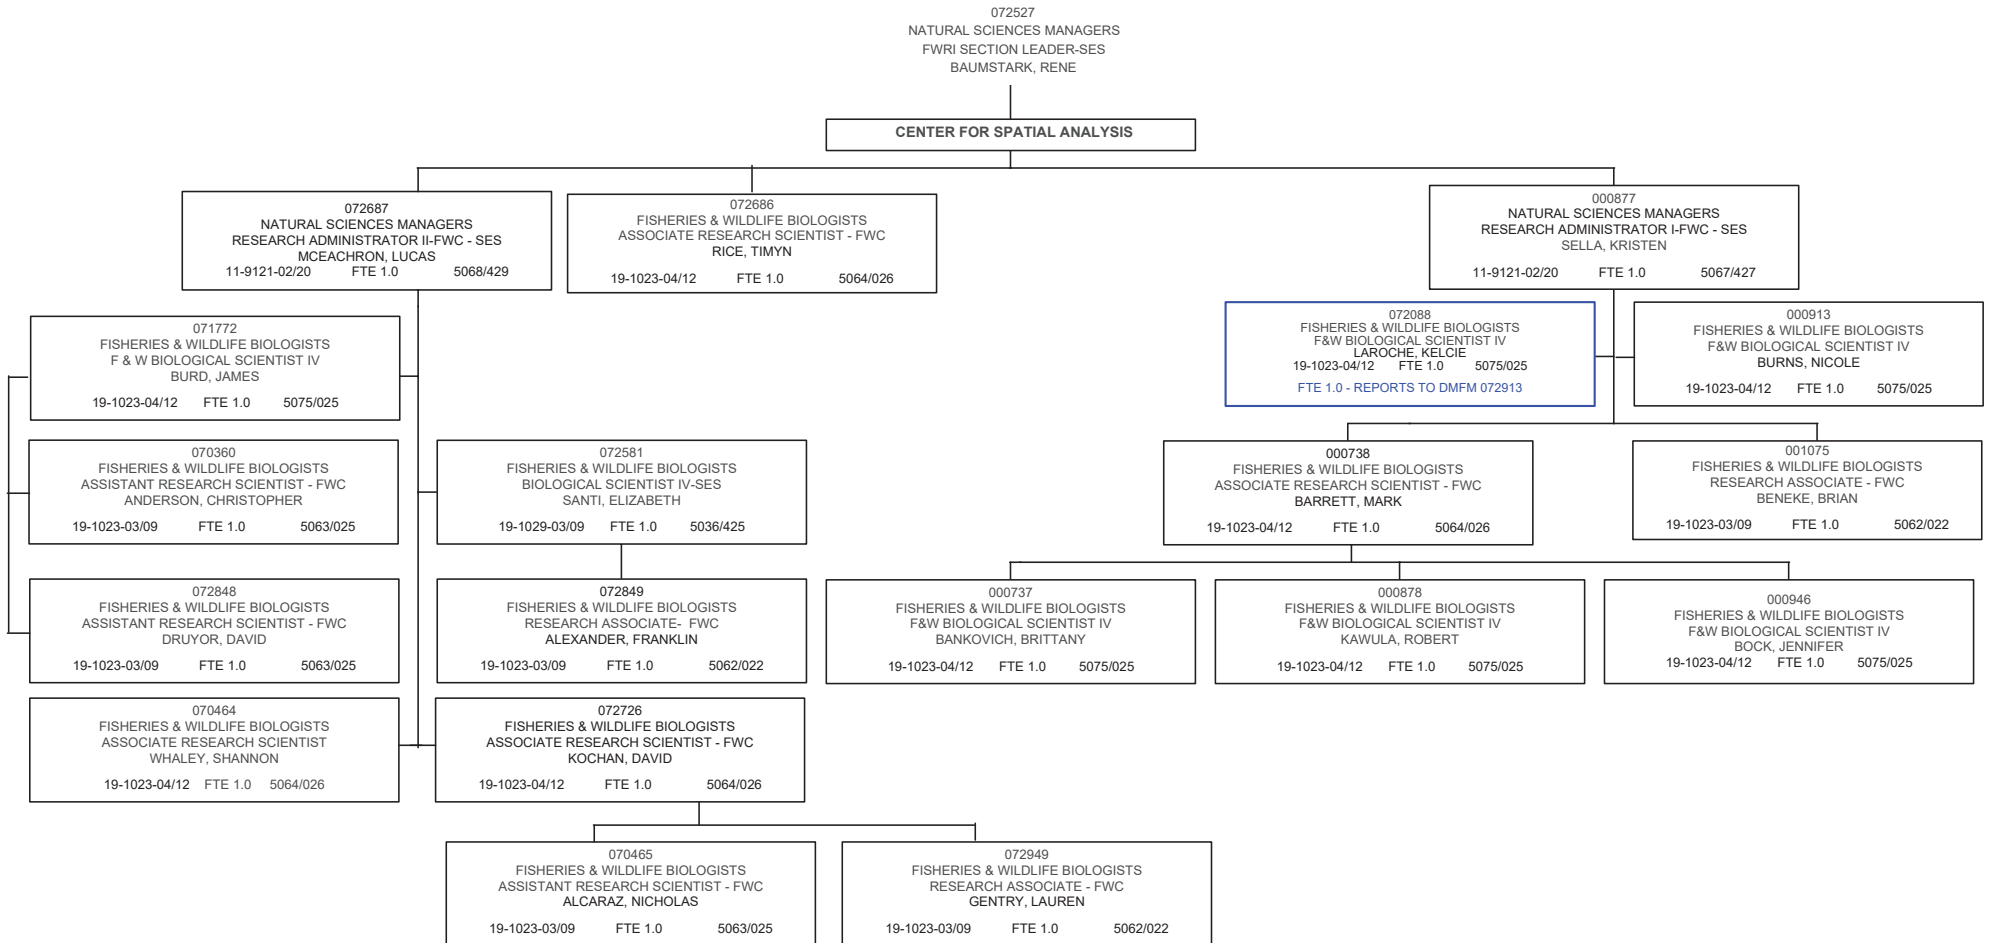 072527
NATURAL SCIENCES MANAGERS
FWRI SECTION LEADER-SES
BAUMSTARK, RENE
CENTER FOR SPATIAL ANALYSIS
072687
NATURAL SCIENCES MANAGERS
RESEARCH ADMINISTRATOR II-FWC - SES
MCEACHRON, LUCAS
11-9121-02/20 FTE 1.0 5068/429
072686
FISHERIES & WILDLIFE BIOLOGISTS
ASSOCIATE RESEARCH SCIENTIST - FWC
RICE, TIMYN
19-1023-04/12 FTE 1.0 5064/026
000877
NATURAL SCIENCES MANAGERS
RESEARCH ADMINISTRATOR I-FWC - SES
SELLA, KRISTEN
11-9121-02/20 FTE 1.0 5067/427
071772
FISHERIES & WILDLIFE BIOLOGISTS
F & W BIOLOGICAL SCIENTIST IV
BURD, JAMES
19-1023-04/12 FTE 1.0 5075/025
072088
FISHERIES & WILDLIFE BIOLOGISTS
F&W BIOLOGICAL SCIENTIST IV
LAROCHE, KELCIE
19-1023-04/12 FTE 1.0 5075/025
FTE 1.0 - REPORTS TO DMFM 072913
000913
FISHERIES & WILDLIFE BIOLOGISTS
F&W BIOLOGICAL SCIENTIST IV
BURNS, NICOLE
19-1023-04/12 FTE 1.0 5075/025
070360
FISHERIES & WILDLIFE BIOLOGISTS
ASSISTANT RESEARCH SCIENTIST - FWC
ANDERSON, CHRISTOPHER
19-1023-03/09 FTE 1.0 5063/025
072581
FISHERIES & WILDLIFE BIOLOGISTS
BIOLOGICAL SCIENTIST IV-SES
SANTI, ELIZABETH
19-1029-03/09 FTE 1.0 5036/425
000738
FISHERIES & WILDLIFE BIOLOGISTS
ASSOCIATE RESEARCH SCIENTIST - FWC
BARRETT, MARK
19-1023-04/12 FTE 1.0 5064/026
001075
FISHERIES & WILDLIFE BIOLOGISTS
RESEARCH ASSOCIATE - FWC
BENEKE, BRIAN
19-1023-03/09 FTE 1.0 5062/022
072848
FISHERIES & WILDLIFE BIOLOGISTS
ASSISTANT RESEARCH SCIENTIST - FWC
DRUYOR, DAVID
19-1023-03/09 FTE 1.0 5063/025
072849
FISHERIES & WILDLIFE BIOLOGISTS
RESEARCH ASSOCIATE- FWC
ALEXANDER, FRANKLIN
19-1023-03/09 FTE 1.0 5062/022
000737
FISHERIES & WILDLIFE BIOLOGISTS
F&W BIOLOGICAL SCIENTIST IV
BANKOVICH, BRITTANY
19-1023-04/12 FTE 1.0 5075/025
000878
FISHERIES & WILDLIFE BIOLOGISTS
F&W BIOLOGICAL SCIENTIST IV
KAWULA, ROBERT
19-1023-04/12 FTE 1.0 5075/025
000946
FISHERIES & WILDLIFE BIOLOGISTS
F&W BIOLOGICAL SCIENTIST IV
BOCK, JENNIFER
19-1023-04/12 FTE 1.0 5075/025
070464
FISHERIES & WILDLIFE BIOLOGISTS
ASSOCIATE RESEARCH SCIENTIST
WHALEY, SHANNON
19-1023-04/12 FTE 1.0 5064/026
072726
FISHERIES & WILDLIFE BIOLOGISTS
ASSOCIATE RESEARCH SCIENTIST - FWC
KOCHAN, DAVID
19-1023-04/12 FTE 1.0 5064/026
070465
FISHERIES & WILDLIFE BIOLOGISTS
ASSISTANT RESEARCH SCIENTIST - FWC
ALCARAZ, NICHOLAS
19-1023-03/09 FTE 1.0 5063/025
072949
FISHERIES & WILDLIFE BIOLOGISTS
RESEARCH ASSOCIATE - FWC
GENTRY, LAUREN
19-1023-03/09 FTE 1.0 5062/022